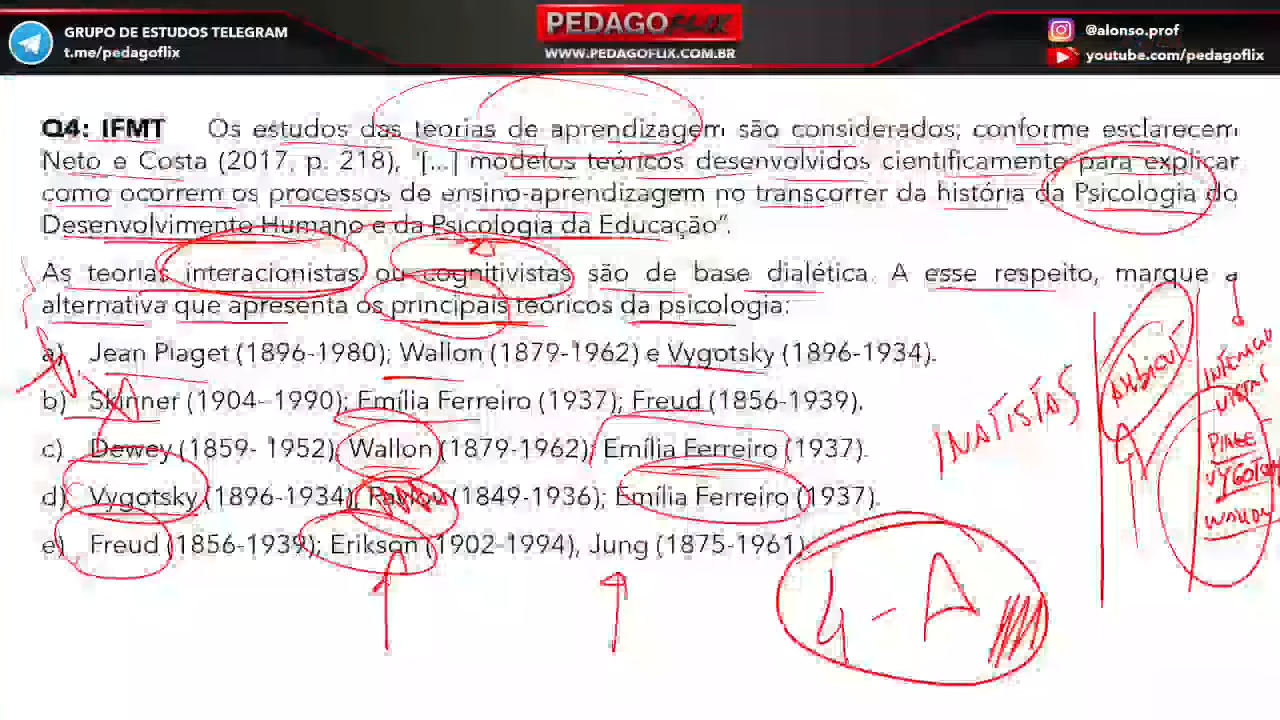 GRUPO DE ESTUDOS TELEGRAM
t.me/pedagoflix
PEDAGOFLIX
WWW.PEDAGOFLIX.COM.BR
@alonso.prof
youtube.com/pedagoflix
Q4: IFMT Os estudos das teorias de aprendizagem são considerados, conforme esclarecem
Neto e Costa (2017, p. 218), "[...] modelos teóricos desenvolvidos cientificamente para explicar
como ocorrem os processos de ensino-aprendizagem no transcorrer da história da Psicologia do
Desenvolvimento Humano e da Psicologia da Educação".
As teorias interacionistas ou cognitivistas são de base dialética. A esse respeito, marque a
alternativa que apresenta os principais teóricos da psicologia:
a) Jean Piaget (1896-1980); Wallon (1879-1962) e Vygotsky (1896-1934).
b) Skinner (1904- 1990); Emília Ferreiro (1937); Freud (1856-1939).
c) Dewey (1859- 1952); Wallon (1879-1962); Emília Ferreiro (1937).
d) Vygotsky (1896-1934); Pavlov (1849-1936); Emília Ferreiro (1937).
e) Freud (1856-1939); Erikson (1902-1994), Jung (1875-1961)
INATISTAS
PIAGE
VYGOTSKY
WALLON
4 - A